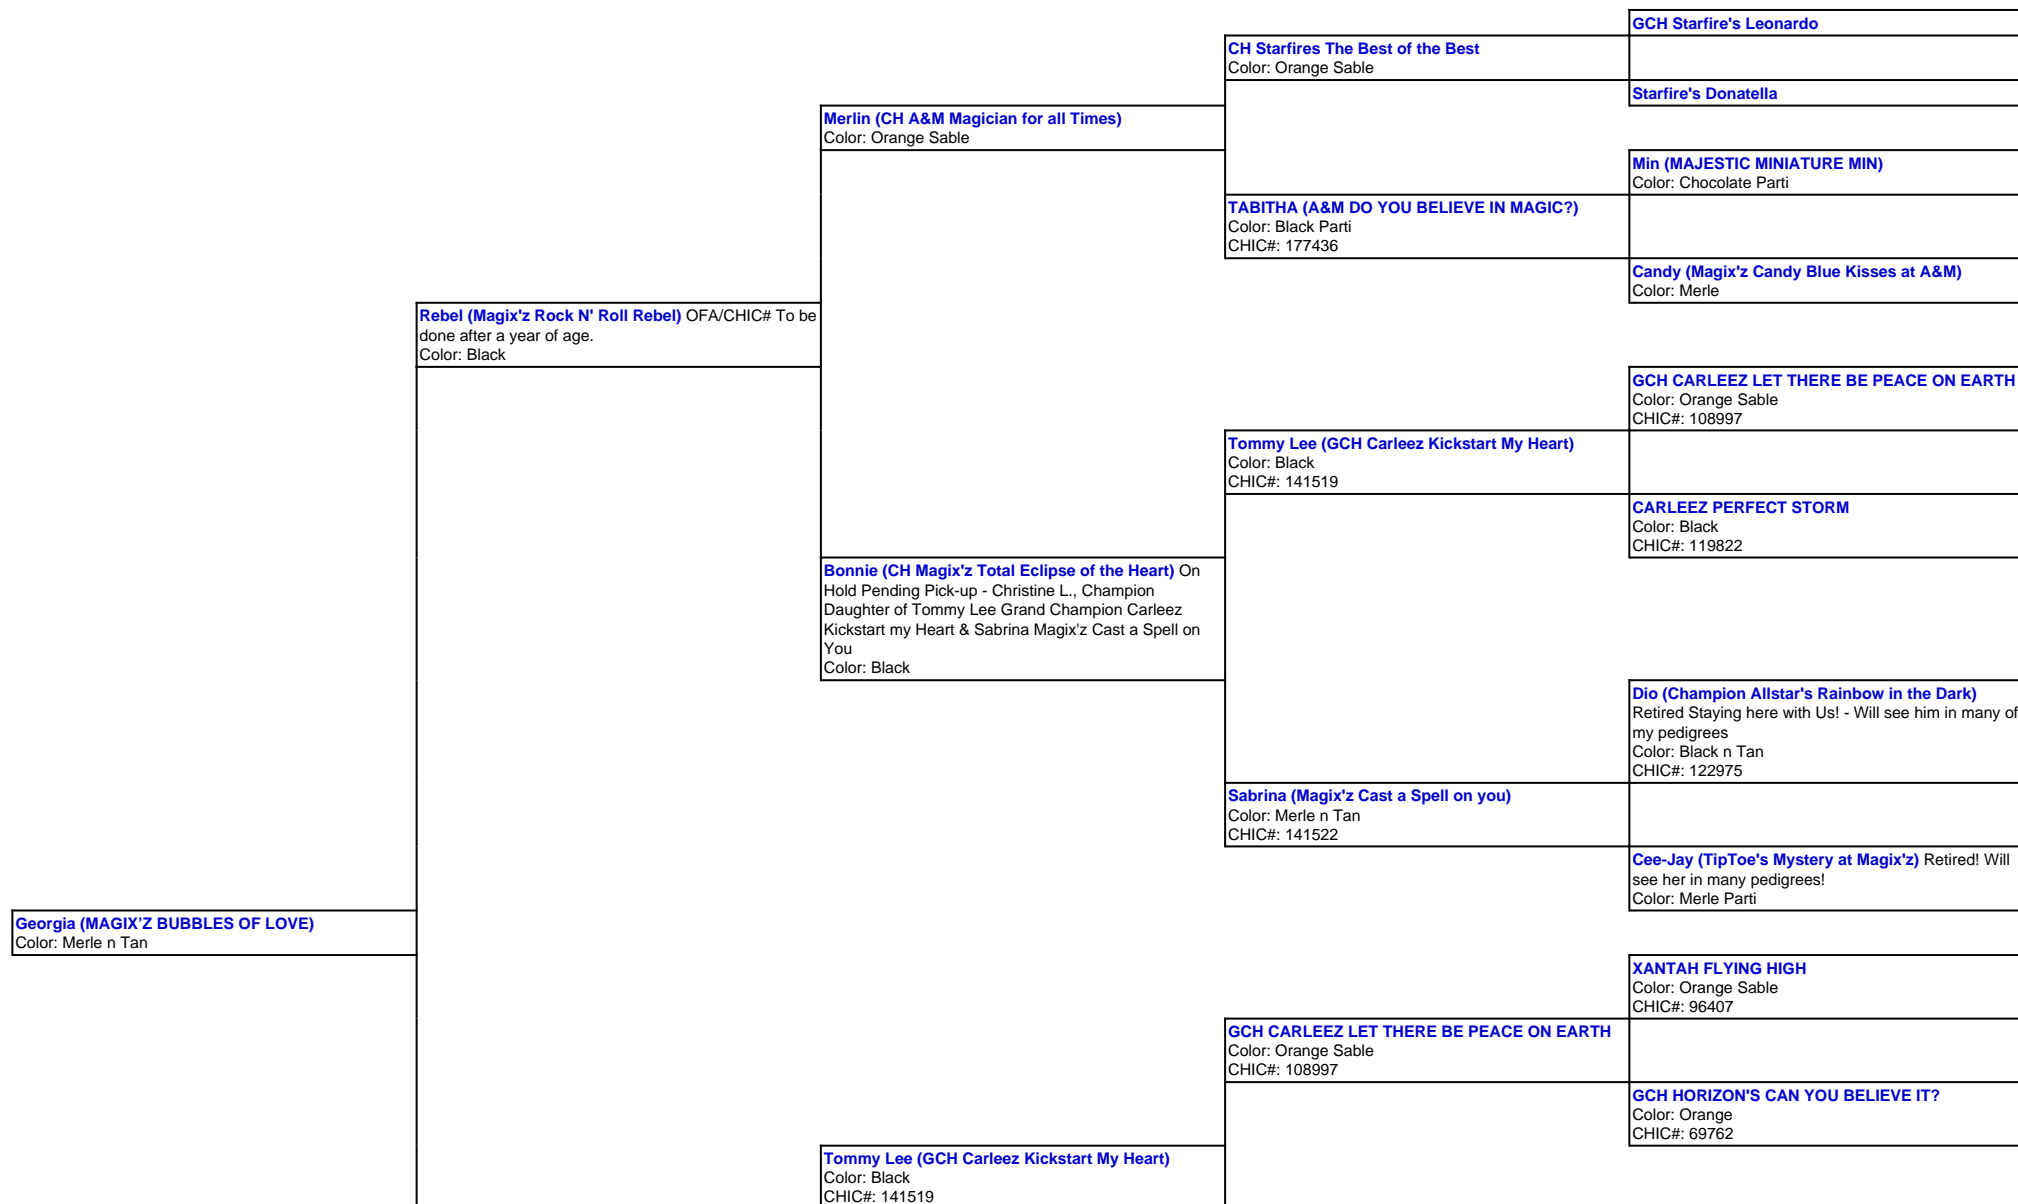 GCH Starfire's Leonardo
CH Starfires The Best of the Best
Color: Orange Sable
Starfire's Donatella
Merlin (CH A&M Magician for all Times)
Color: Orange Sable
Min (MAJESTIC MINIATURE MIN)
Color: Chocolate Parti
TABITHA (A&M DO YOU BELIEVE IN MAGIC?)
Color: Black Parti
CHIC#: 177436
Candy (Magix'z Candy Blue Kisses at A&M)
Color: Merle
Rebel (Magix'z Rock N' Roll Rebel) OFA/CHIC# To be
done after a year of age.
Color: Black
GCH CARLEEZ LET THERE BE PEACE ON EARTH
Color: Orange Sable
CHIC#: 108997
Tommy Lee (GCH Carleez Kickstart My Heart)
Color: Black
CHIC#: 141519
CARLEEZ PERFECT STORM
Color: Black
CHIC#: 119822
Bonnie (CH Magix'z Total Eclipse of the Heart) On
Hold Pending Pick-up - Christine L., Champion
Daughter of Tommy Lee Grand Champion Carleez
Kickstart my Heart & Sabrina Magix'z Cast a Spell on
You
Color: Black
Dio (Champion Allstar's Rainbow in the Dark)
Retired Staying here with Us! - Will see him in many of
my pedigrees
Color: Black n Tan
CHIC#: 122975
Sabrina (Magix'z Cast a Spell on you)
Color: Merle n Tan
CHIC#: 141522
Cee-Jay (TipToe's Mystery at Magix'z) Retired! Will
see her in many pedigrees!
Color: Merle Parti
Georgia (MAGIX'Z BUBBLES OF LOVE)
Color: Merle n Tan
XANTAH FLYING HIGH
Color: Orange Sable
CHIC#: 96407
GCH CARLEEZ LET THERE BE PEACE ON EARTH
Color: Orange Sable
CHIC#: 108997
GCH HORIZON'S CAN YOU BELIEVE IT?
Color: Orange
CHIC#: 69762
Tommy Lee (GCH Carleez Kickstart My Heart)
Color: Black
CHIC#: 141519